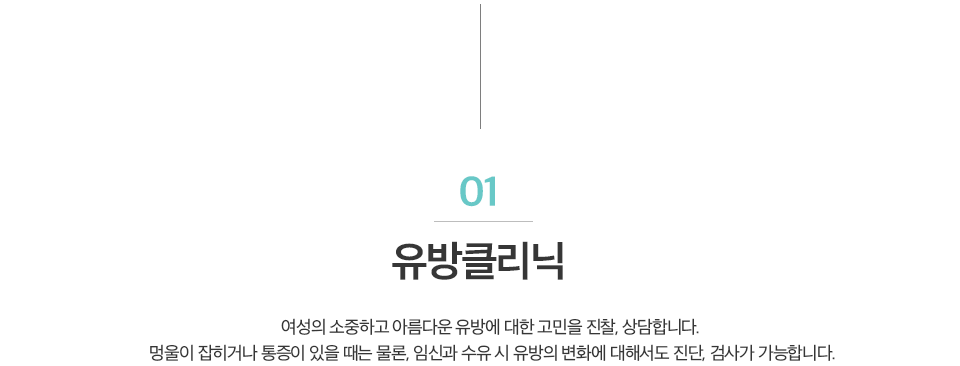 01
유방클리닉
여성의 소중하고 아름다운 유방에 대한 고민을 진찰, 상담합니다.
멍울이 잡히거나 통증이 있을 때는 물론, 임신과 수유 시 유방의 변화에 대해서도 진단, 검사가 가능합니다.